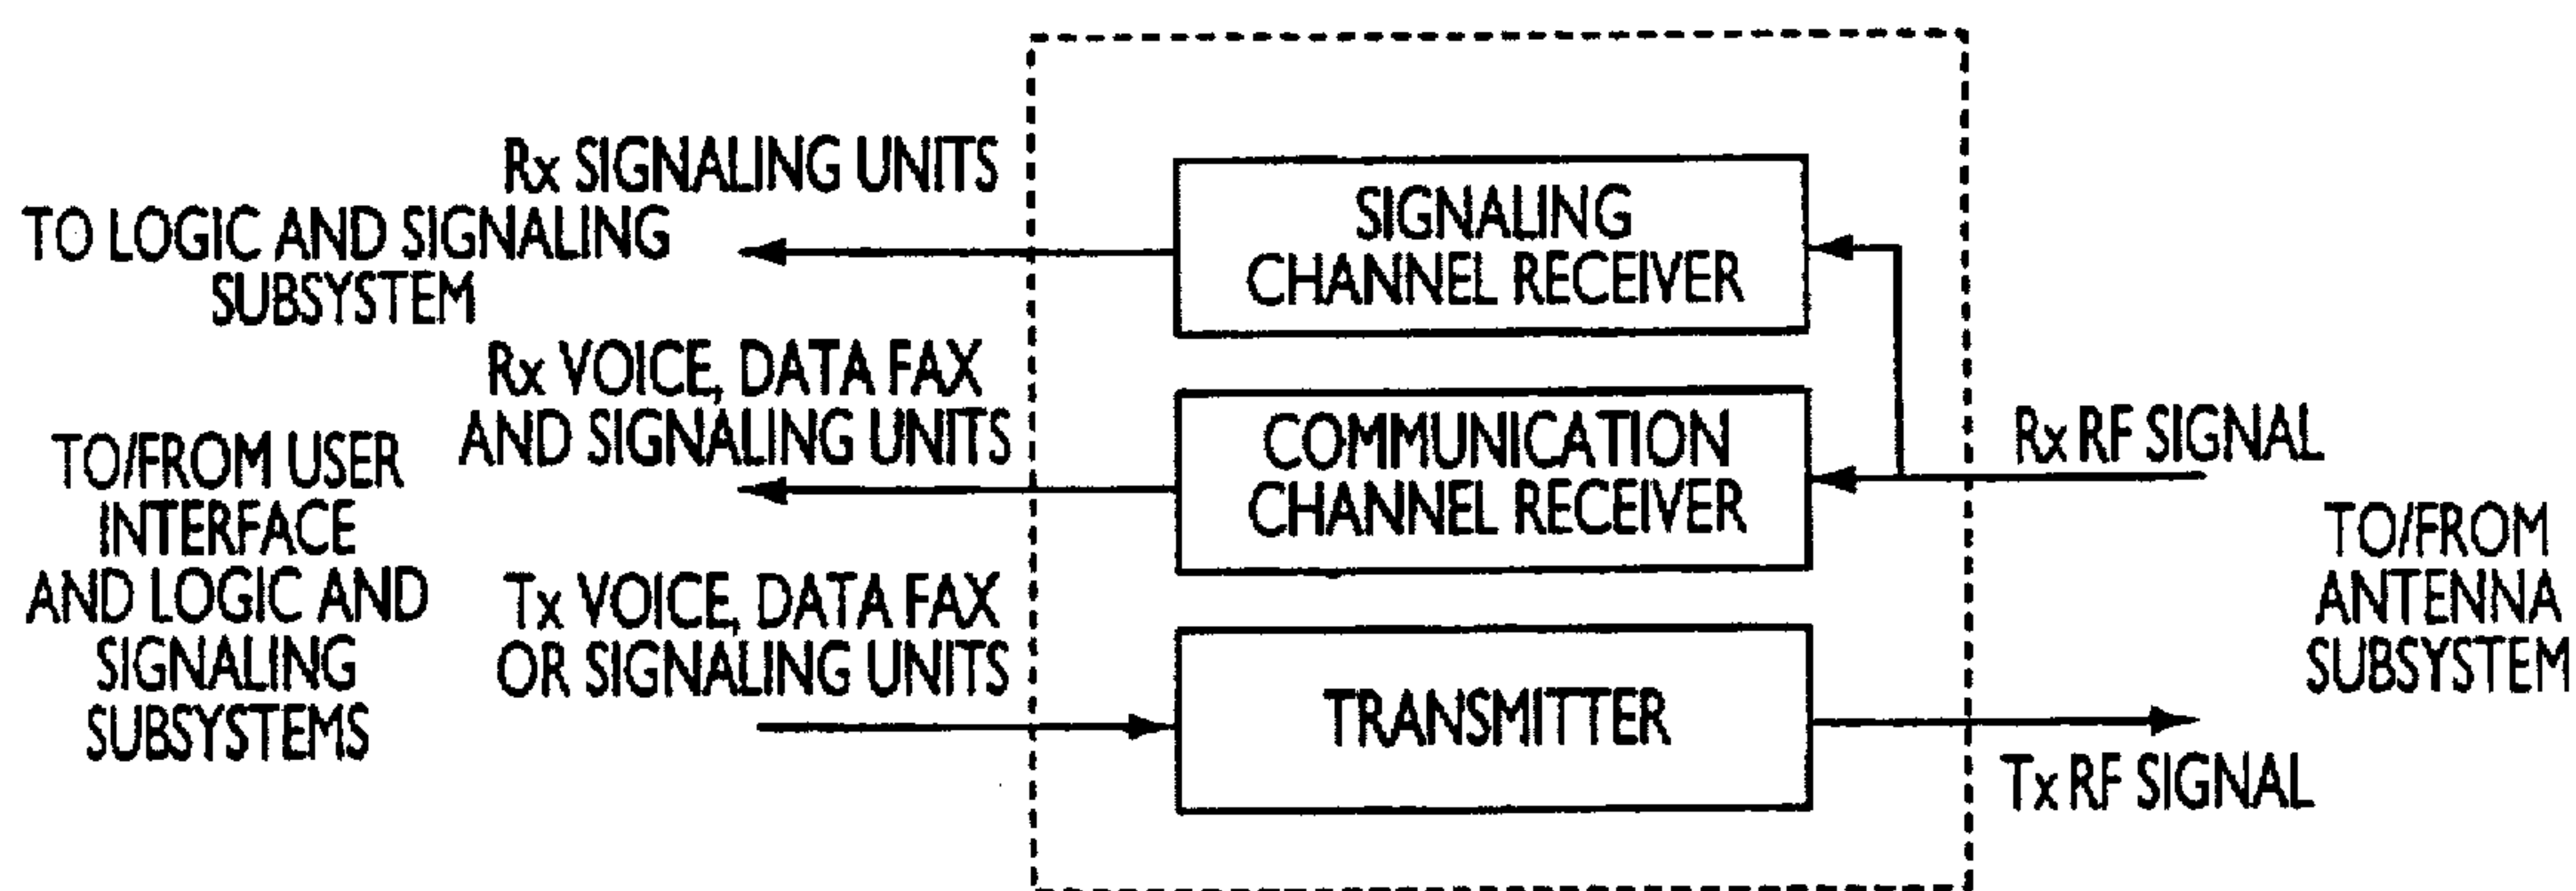 Rx SIGNALING UNITS
TO LOGIC AND SIGNALING
SUBSYSTEM
Rx VOICE, DATA FAX
AND SIGNALING UNITS
TO/FROM USER
INTERFACE
AND LOGIC AND
SIGNALING
SUBSYSTEMS
Tx VOICE, DATA FAX
OR SIGNALING UNITS
SIGNALING
CHANNEL RECEIVER
COMMUNICATION
CHANNEL RECEIVER
TRANSMITTER
Rx RF SIGNAL
TO/FROM
ANTENNA
SUBSYSTEM
Tx RF SIGNAL